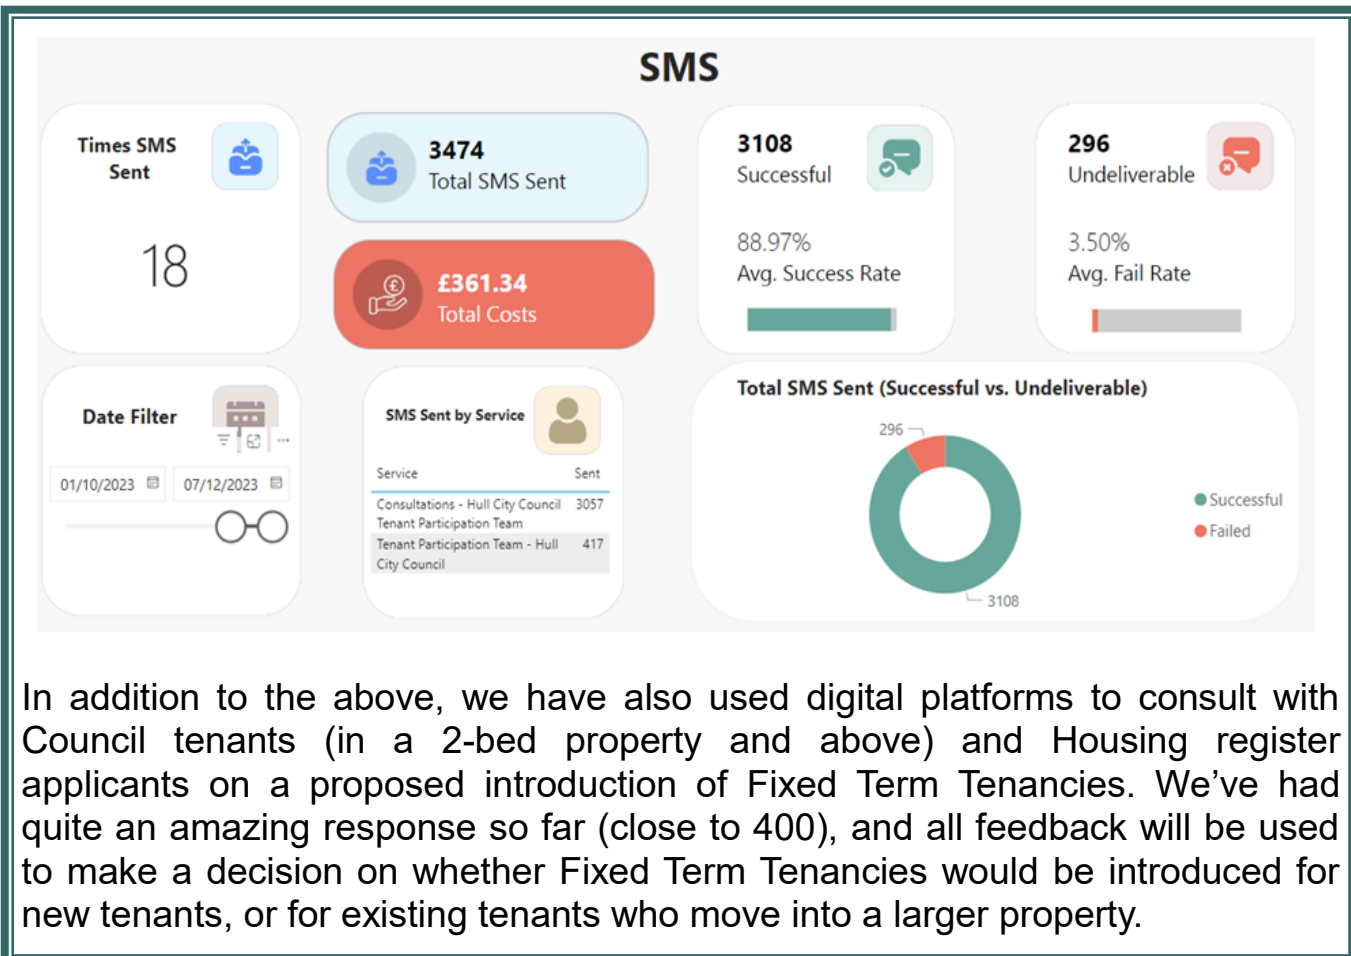 SMS
Times SMS
Sent
18
3474
Total SMS Sent
£361.34
Total Costs
3108
Successful
88.97%
Avg. Success Rate
296
Undeliverable
3.50%
Avg. Fail Rate
Date Filter
01/10/2023
07/12/2023
SMS Sent by Service
Service Sent
Consultations - Hull City Council 3057
Tenant Participation Team
Tenant Participation Team - Hull 417
City Council
Total SMS Sent (Successful vs. Undeliverable)
296
3108
Successful
Failed
In addition to the above, we have also used digital platforms to consult with
Council tenants (in a 2-bed property and above) and Housing register
applicants on a proposed introduction of Fixed Term Tenancies. We’ve had
quite an amazing response so far (close to 400), and all feedback will be used
to make a decision on whether Fixed Term Tenancies would be introduced for
new tenants, or for existing tenants who move into a larger property.